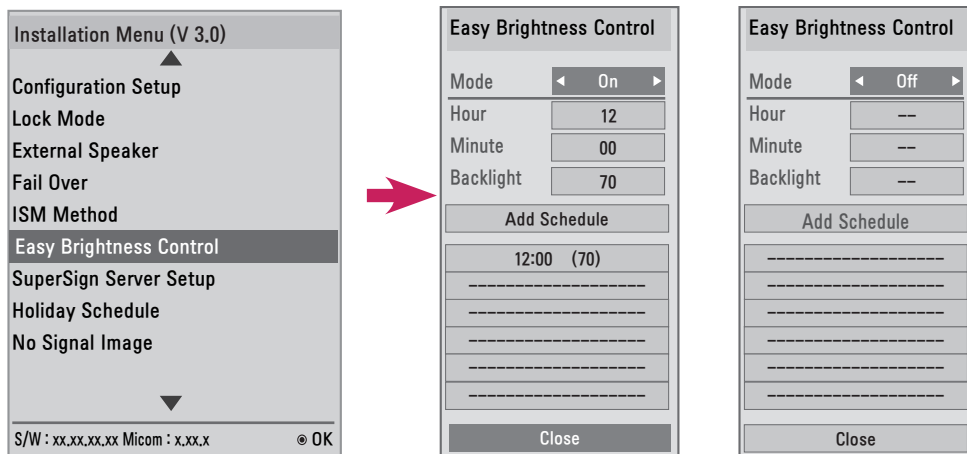 Installation Menu (V 3.0)
Configuration Setup
Lock Mode
External Speaker
Fail Over
ISM Method
Easy Brightness Control
SuperSign Server Setup
Holiday Schedule
No Signal Image
S/W : xx.xx.xx.xx Micom : x.xx.x ◉ OK
Easy Brightness Control
Mode ◄ On ►
Hour 12
Minute 00
Backlight 70
Add Schedule
12:00 (70)
-------------------
-------------------
-------------------
-------------------
-------------------
Close
Easy Brightness Control
Mode ◄ Off ►
Hour --
Minute --
Backlight --
Add Schedule
-------------------
-------------------
-------------------
-------------------
-------------------
-------------------
Close